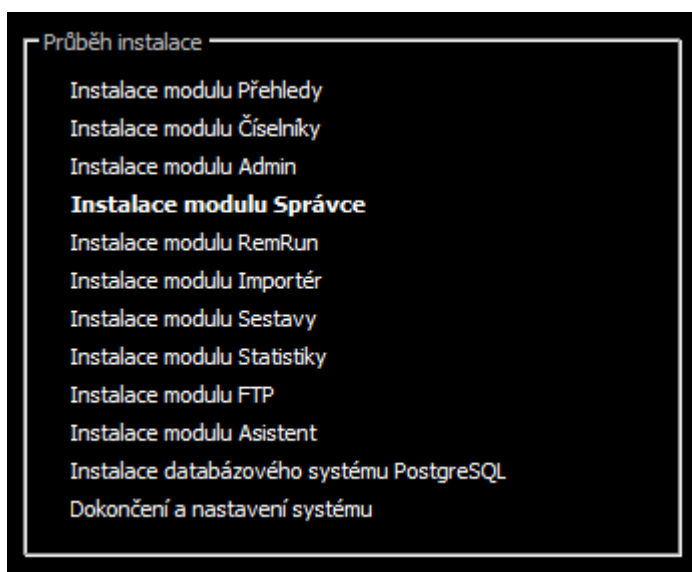 Průběh instalace
Instalace modulu Přehledy
Instalace modulu Číselníky
Instalace modulu Admin
Instalace modulu Správce
Instalace modulu RemRun
Instalace modulu Importér
Instalace modulu Sestavy
Instalace modulu Statistiky
Instalace modulu FTP
Instalace modulu Asistent
Instalace databázového systému PostgreSQL
Dokončení a nastavení systému